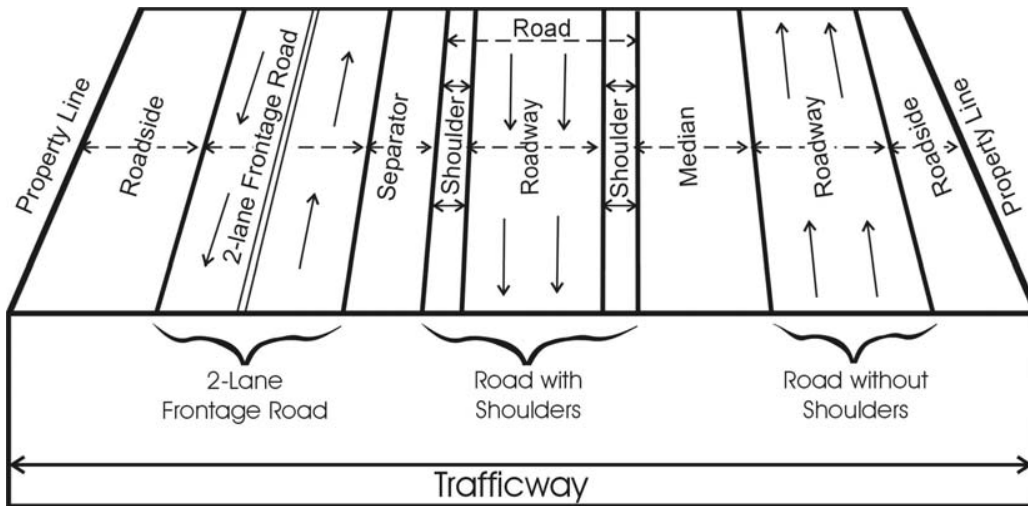 Road
Property Line
Roadside
2-lane Frontage Road
Separator
Shoulder
Roadway
Shoulder
Median
Roadway
Roadside
Property Line
2-Lane
Frontage Road
Road with
Shoulders
Road without
Shoulders
Trafficway